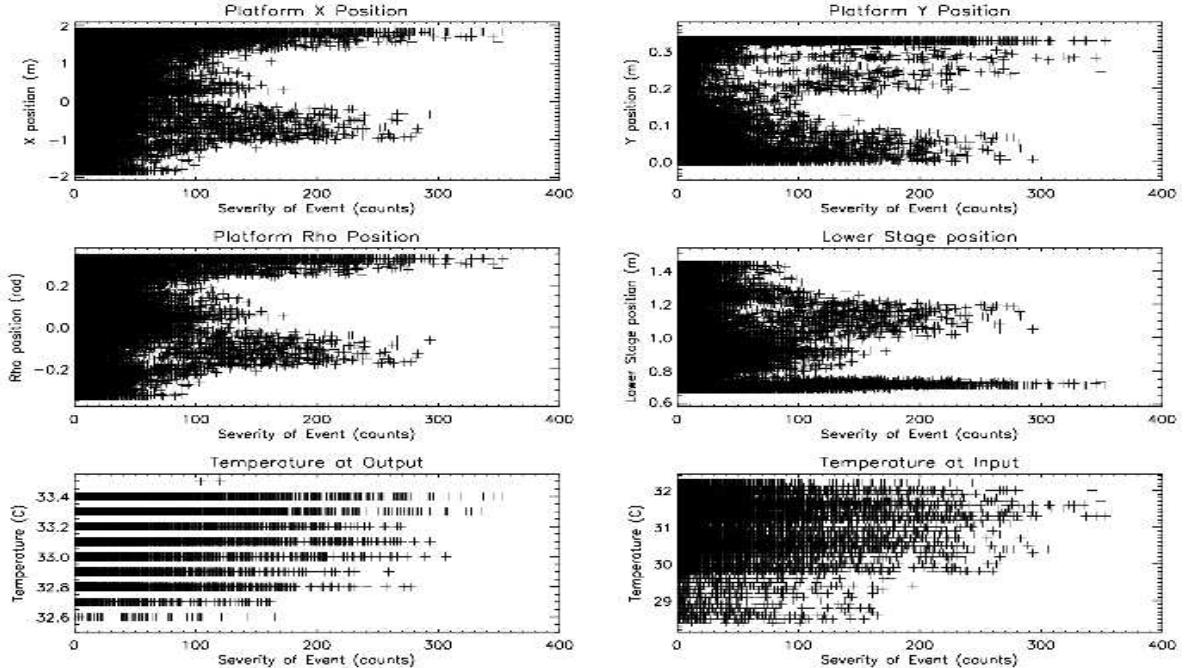 Platform X Position
2
1
0
-1
-2
X position (m)
0 100 200 300 400
Severity of Event (counts)
Platform Y Position
0.3
0.2
0.1
0.0
Y position (m)
0 100 200 300 400
Severity of Event (counts)
Platform Rho Position
0.2
0.0
-0.2
Rho position (rad)
0 100 200 300 400
Severity of Event (counts)
Lower Stage position
1.4
1.2
1.0
0.8
0.6
Lower Stage position (m)
0 100 200 300 400
Severity of Event (counts)
Temperature at Output
33.4
33.2
33.0
32.8
32.6
Temperature (C)
0 100 200 300 400
Severity of Event (counts)
Temperature at Input
32
31
30
29
Temperature (C)
0 100 200 300 400
Severity of Event (counts)